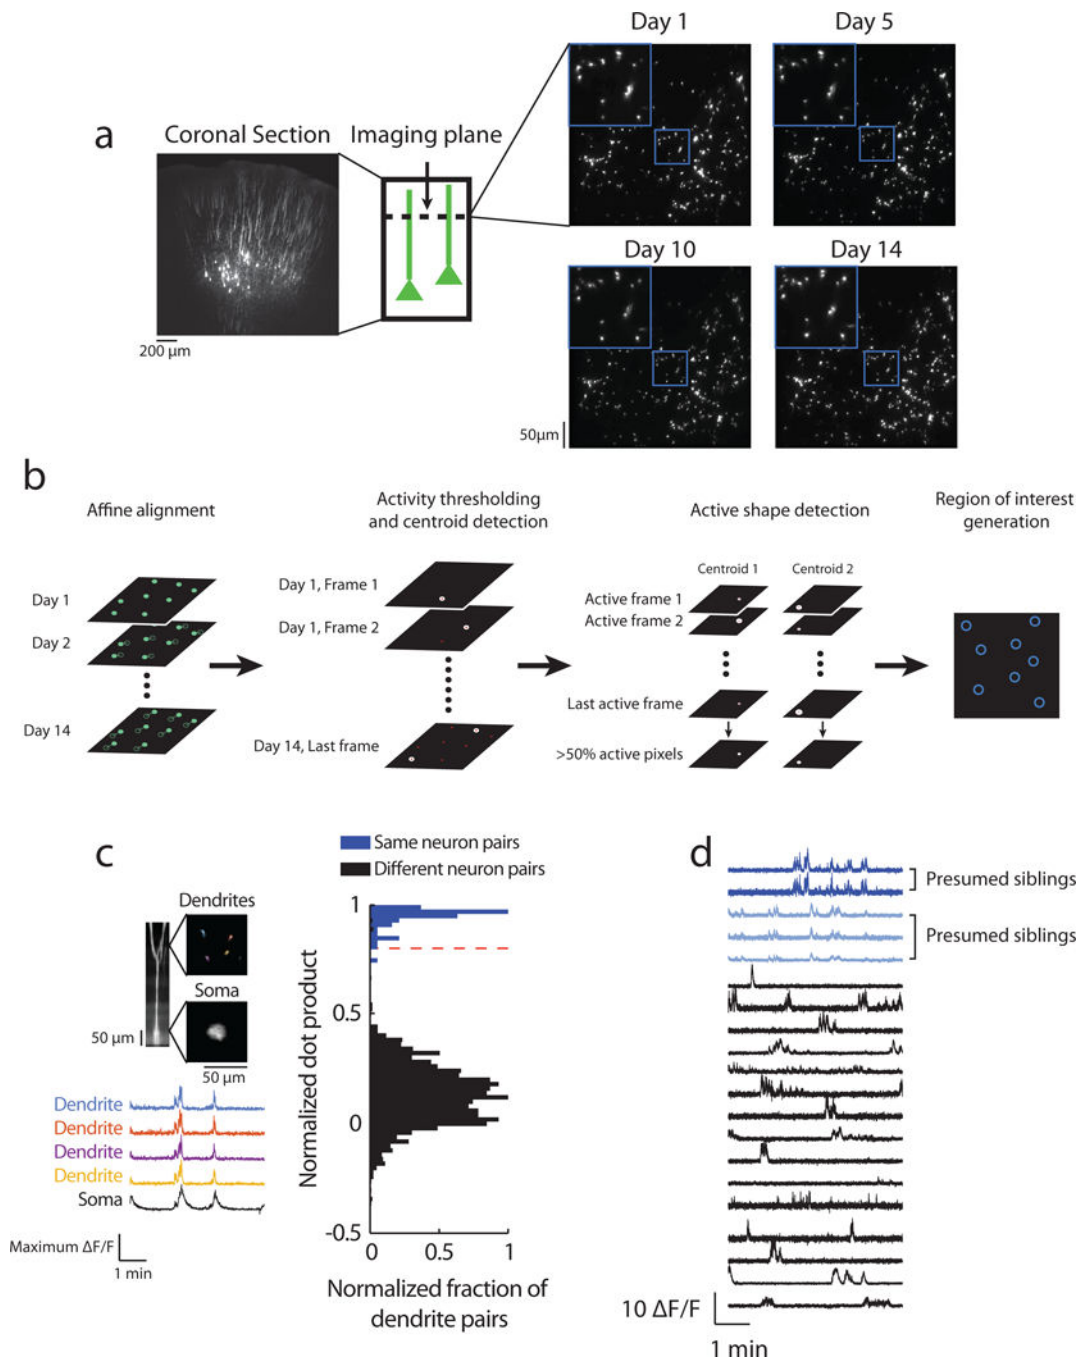 a
Coronal Section
Imaging plane
200 µm
Day 1
Day 5
Day 10
Day 14
50µm
b
Affine alignment
Day 1
Day 2
Day 14
Activity thresholding
and centroid detection
Day 1, Frame 1
Day 1, Frame 2
Day 14, Last frame
Active shape detection
Centroid 1
Centroid 2
Active frame 1
Active frame 2
Last active frame
>50% active pixels
Region of interest
generation
c
Dendrites
Soma
50 µm
50 µm
Dendrite
Dendrite
Dendrite
Dendrite
Soma
Maximum ΔF/F
1 min
Same neuron pairs
Different neuron pairs
Normalized dot product
1
0.5
0
-0.5
0
0.5
1
Normalized fraction of
dendrite pairs
d
Presumed siblings
Presumed siblings
10 ΔF/F
1 min